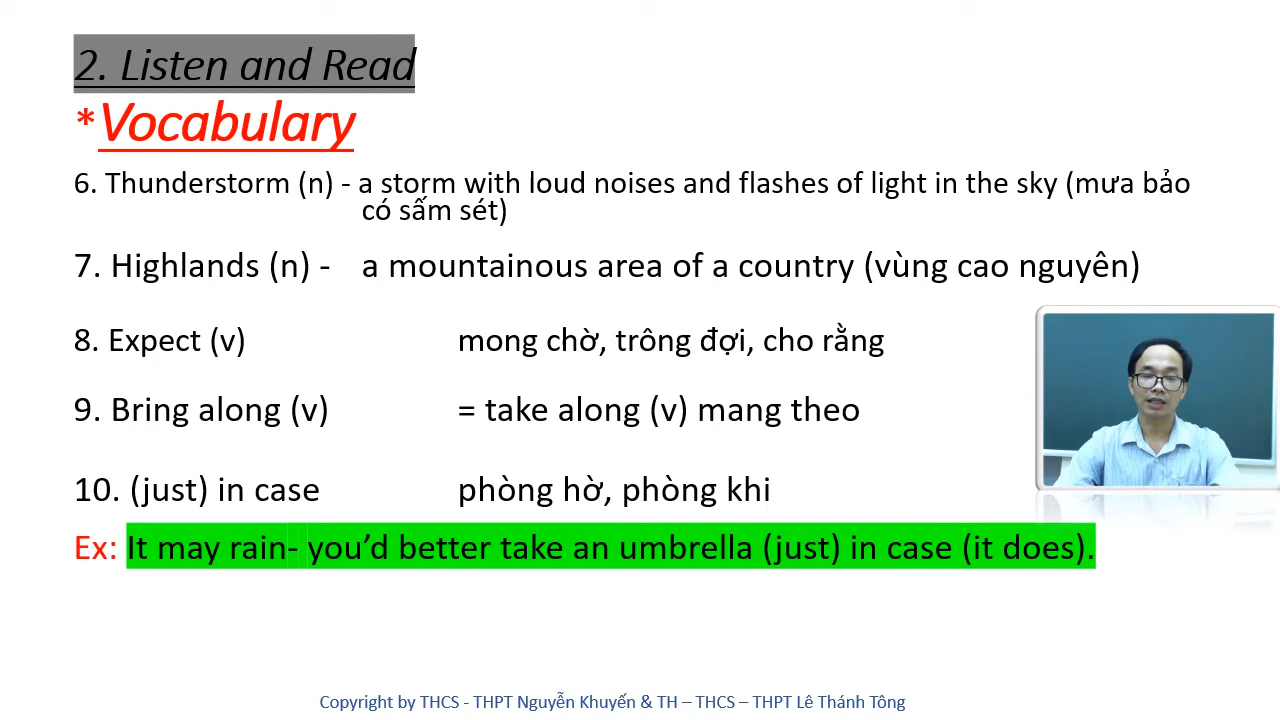 2. Listen and Read
*Vocabulary
6. Thunderstorm (n) - a storm with loud noises and flashes of light in the sky (mưa bảo
có sấm sét)
7. Highlands (n) - a mountainous area of a country (vùng cao nguyên)
8. Expect (v) mong chờ, trông đợi, cho rằng
9. Bring along (v) = take along (v) mang theo
10. (just) in case phòng hờ, phòng khi
Ex: It may rain- you’d better take an umbrella (just) in case (it does).
Copyright by THCS - THPT Nguyễn Khuyến & TH – THCS – THPT Lê Thánh Tông